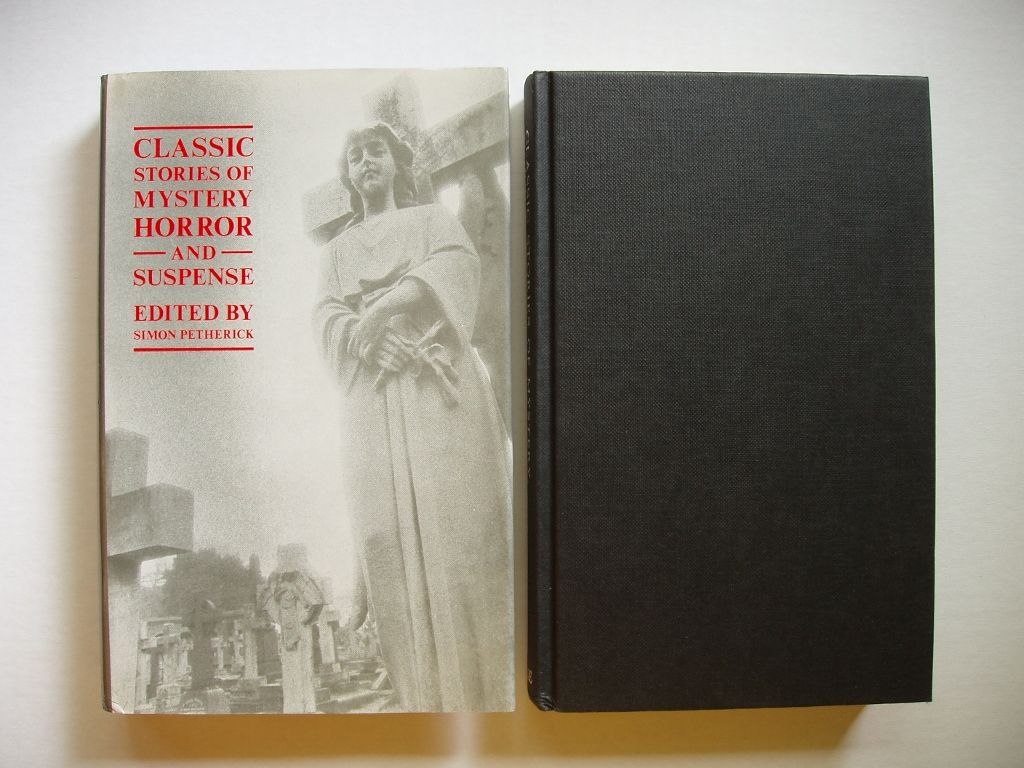 CLASSIC
STORIES OF
MYSTERY
HORROR
AND
SUSPENSE
EDITED BY
SIMON PETHERICK